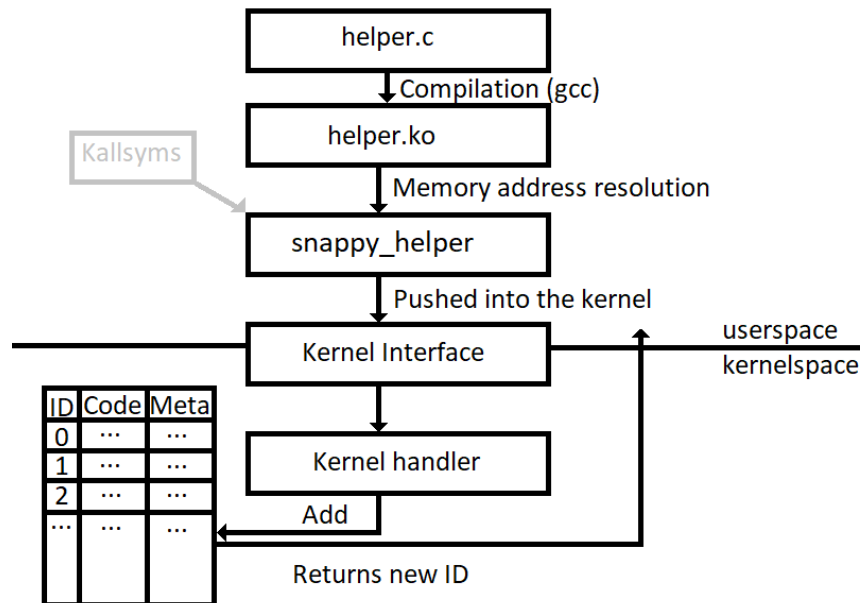 helper.c
Compilation (gcc)
helper.ko
Kallsyms
Memory address resolution
snappy_helper
Pushed into the kernel
Kernel Interface
userspace
kernelspace
ID Code Meta
0 ... ...
1 ... ...
2 ... ...
... ... ...
Kernel handler
Add
Returns new ID